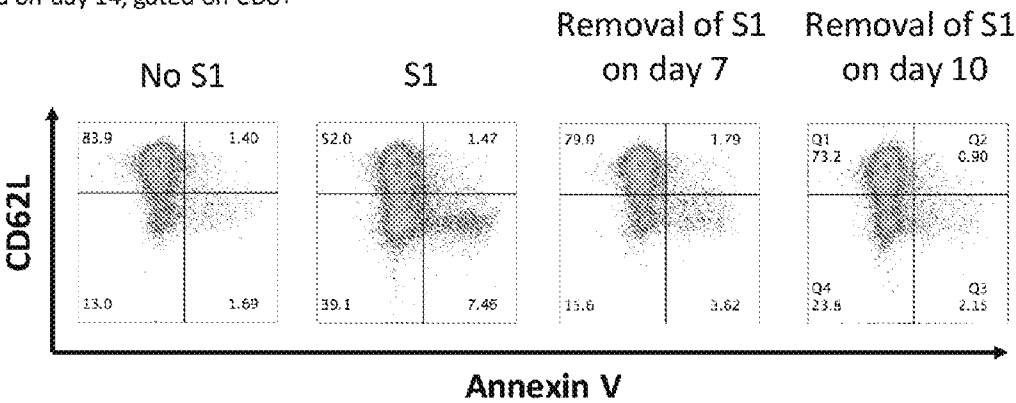 on day 14, gated on CD8+
No S1
S1
Removal of S1
on day 7
Removal of S1
on day 10
CD62L
83.9
1.40
13.0
1.69
52.0
1.47
39.1
7.46
79.0
1.79
15.6
3.62
Q1
73.2
Q2
0.90
Q4
23.8
Q3
2.15
Annexin V